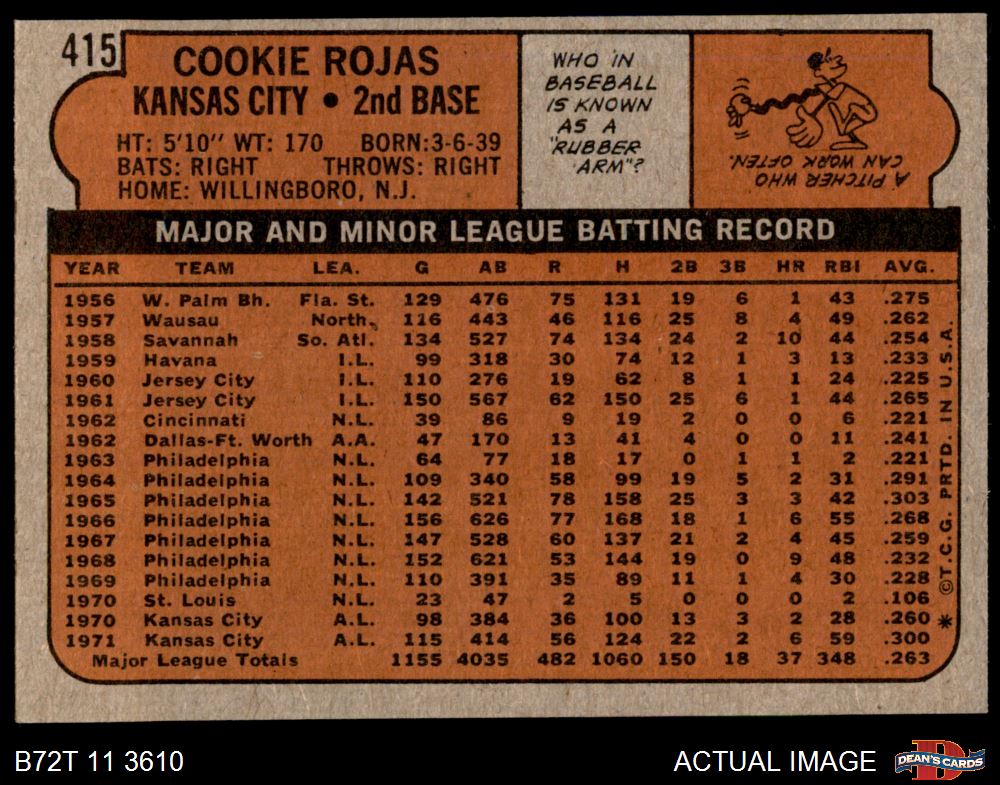 415
COOKIE ROJAS
KANSAS CITY • 2nd BASE
HT: 5'10" WT: 170 BORN:3-6-39
BATS: RIGHT THROWS: RIGHT
HOME: WILLINGBORO, N.J.
WHO IN
BASEBALL
IS KNOWN
AS A
"RUBBER
ARM"?
A PITCHER WHO
CAN WORK OFTEN.
MAJOR AND MINOR LEAGUE BATTING RECORD
YEAR TEAM LEA. G AB R H 2B 3B HR RBI AVG.
1956 W. Palm Bh. Fla. St. 129 476 75 131 19 6 1 43 .275
1957 Wausau North. 116 443 46 116 25 8 4 49 .262
1958 Savannah So. Atl. 134 527 74 134 24 2 10 44 .254
1959 Havana I.L. 99 318 30 74 12 1 3 13 .233
1960 Jersey City I.L. 110 276 19 62 8 1 1 24 .225
1961 Jersey City I.L. 150 567 62 150 25 6 1 44 .265
1962 Cincinnati N.L. 39 86 9 19 2 0 0 6 .221
1962 Dallas-Ft. Worth A.A. 47 170 13 41 4 0 0 11 .241
1963 Philadelphia N.L. 64 77 18 17 0 1 1 2 .221
1964 Philadelphia N.L. 109 340 58 99 19 5 2 31 .291
1965 Philadelphia N.L. 142 521 78 158 25 3 3 42 .303
1966 Philadelphia N.L. 156 626 77 168 18 1 6 55 .268
1967 Philadelphia N.L. 147 528 60 137 21 2 4 45 .259
1968 Philadelphia N.L. 152 621 53 144 19 0 9 48 .232
1969 Philadelphia N.L. 110 391 35 89 11 1 4 30 .228
1970 St. Louis N.L. 23 47 2 5 0 0 0 2 .106
1970 Kansas City A.L. 98 384 36 100 13 3 2 28 .260
1971 Kansas City A.L. 115 414 56 124 22 2 6 59 .300
Major League Totals 1155 4035 482 1060 150 18 37 348 .263
* ©T.C.G. PRTD. IN U.S.A.
B72T 11 3610
ACTUAL IMAGE
D
DEAN'S CARDS